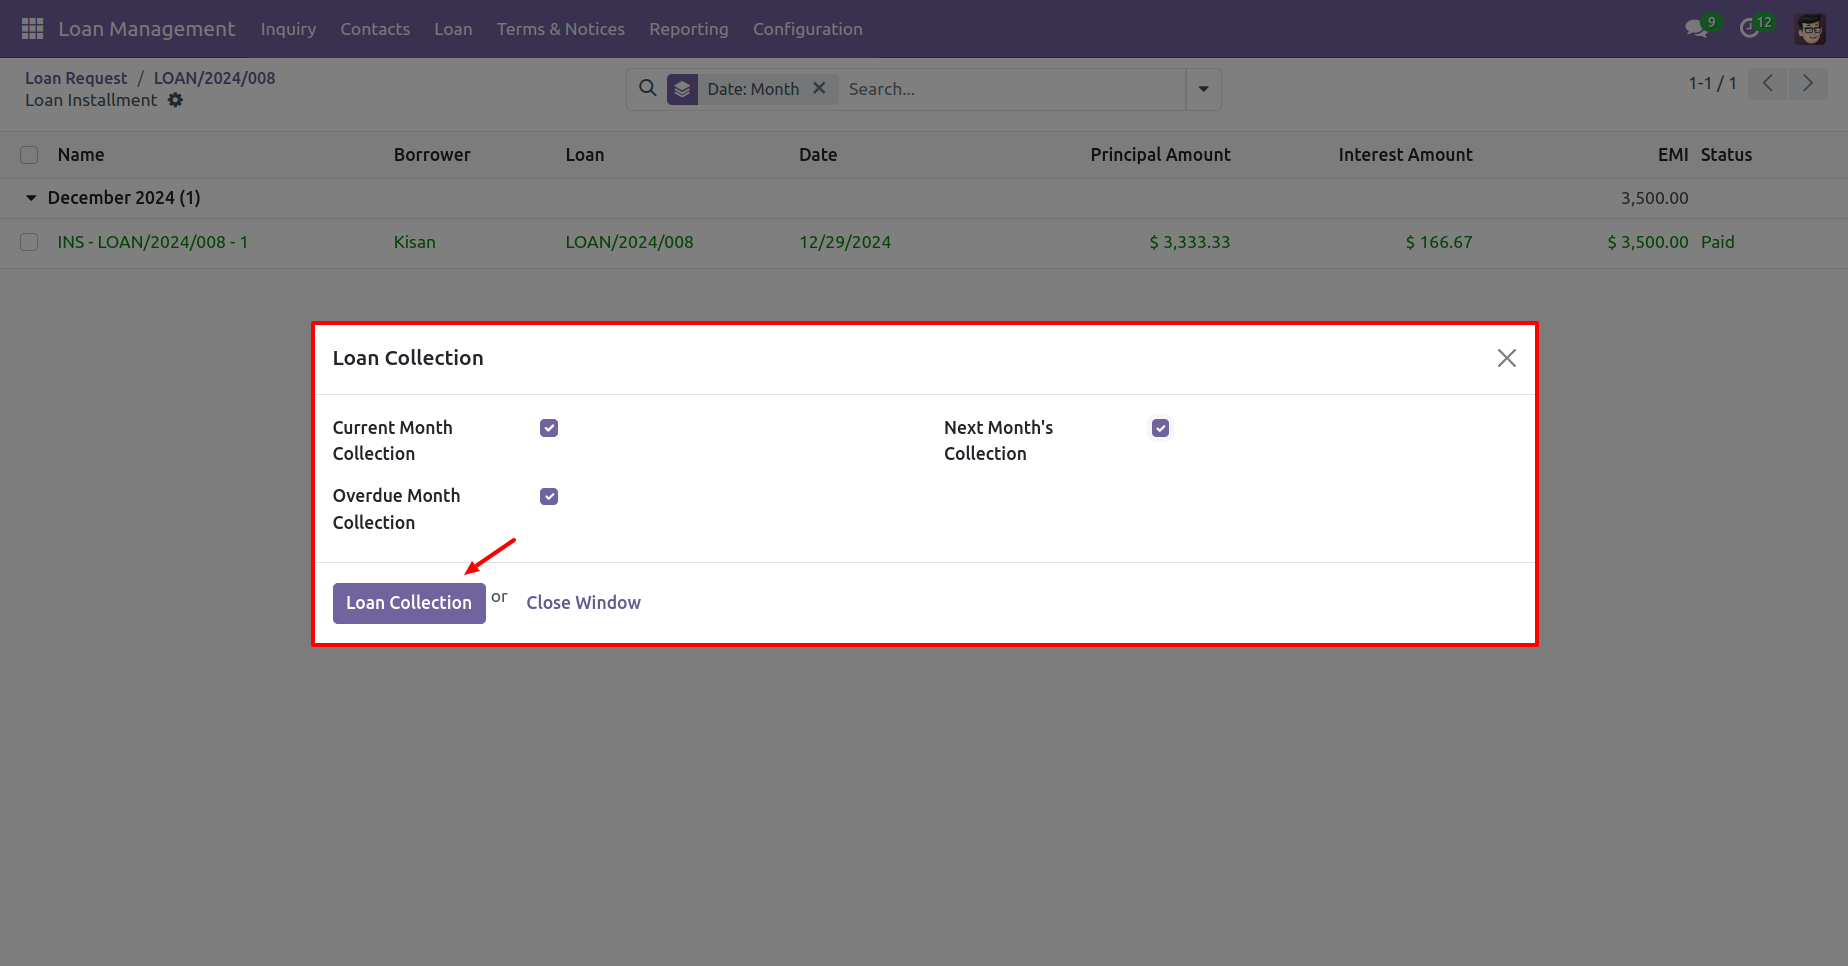 Loan Management Inquiry Contacts Loan Terms & Notices Reporting Configuration 9 12
Loan Request / LOAN/2024/008
Loan Installment
Date: Month Search...
1-1 / 1
Name Borrower Loan Date Principal Amount Interest Amount EMI Status
December 2024 (1) 3,500.00
INS - LOAN/2024/008 - 1 Kisan LOAN/2024/008 12/29/2024 $ 3,333.33 $ 166.67 $ 3,500.00 Paid
Loan Collection
Current Month
Collection
Next Month's
Collection
Overdue Month
Collection
Loan Collection or Close Window